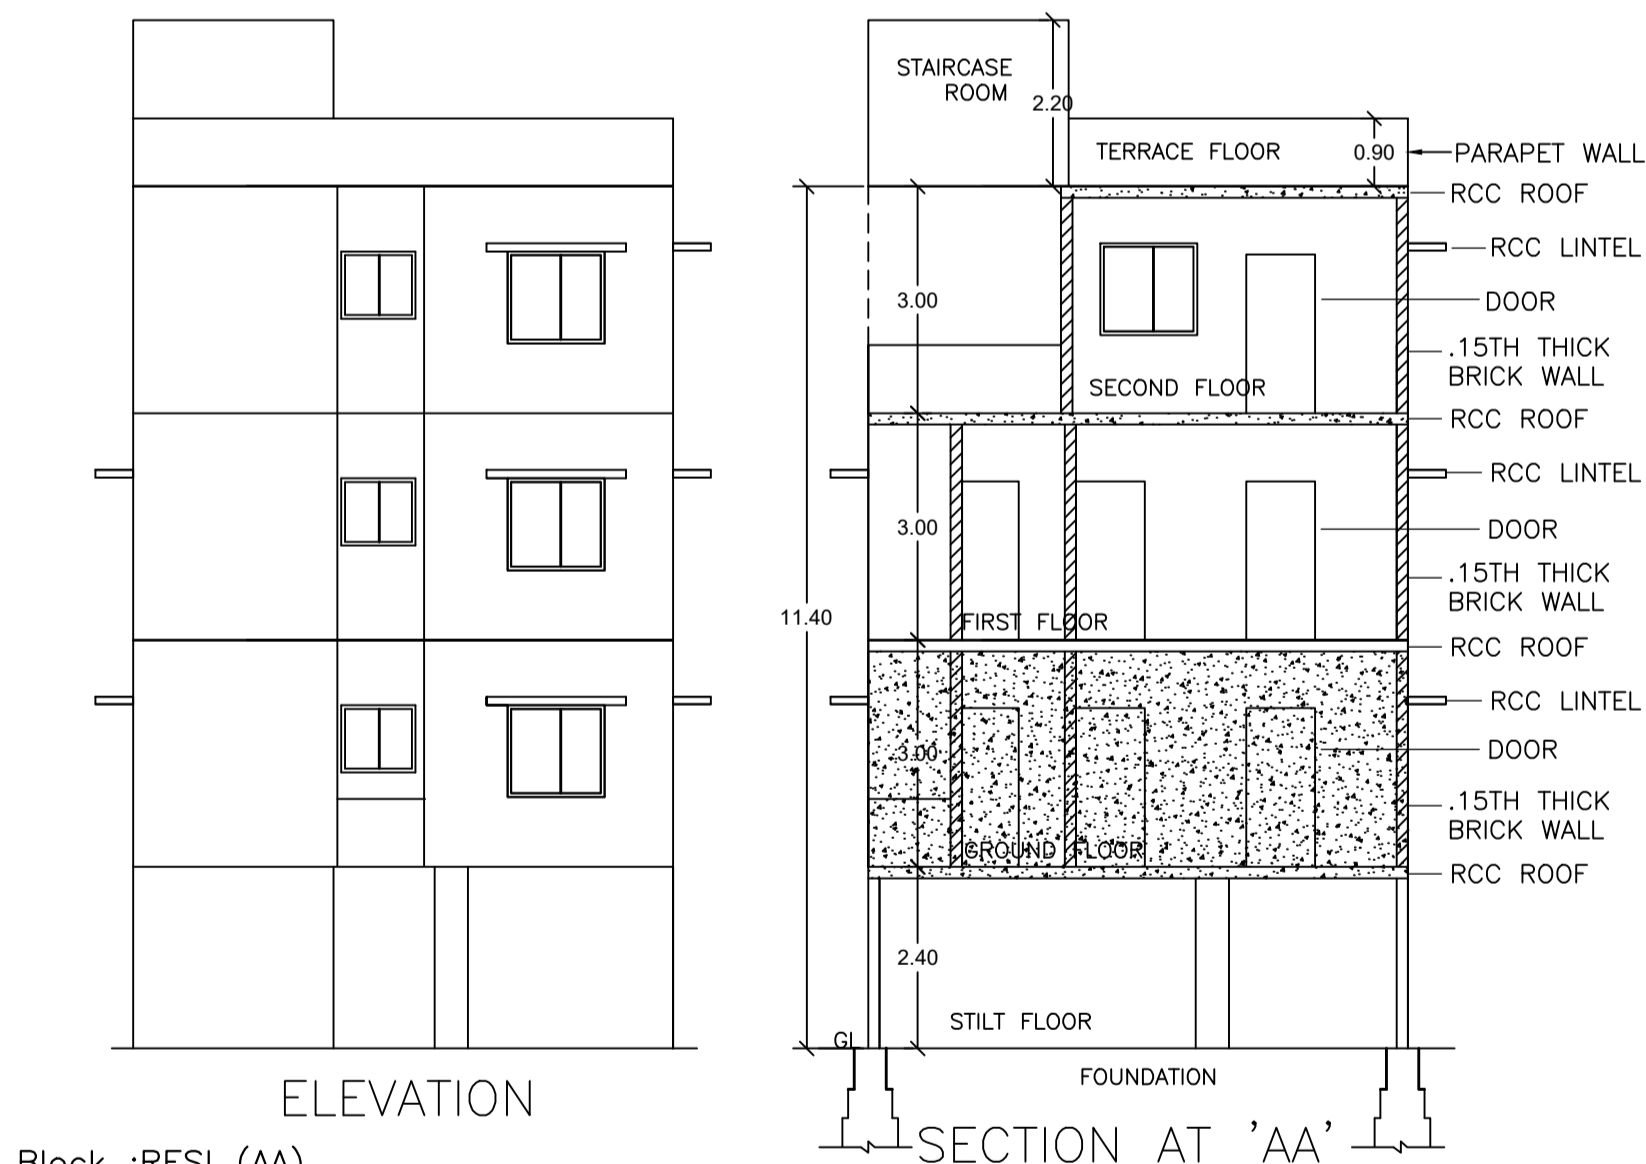 STAIRCASE
ROOM
2.20
TERRACE FLOOR
0.90
PARAPET WALL
RCC ROOF
RCC LINTEL
3.00
DOOR
.15TH THICK
BRICK WALL
SECOND FLOOR
RCC ROOF
RCC LINTEL
3.00
DOOR
.15TH THICK
BRICK WALL
11.40
FIRST FLOOR
RCC ROOF
RCC LINTEL
3.00
DOOR
.15TH THICK
BRICK WALL
GROUND FLOOR
RCC ROOF
2.40
STILT FLOOR
GL
FOUNDATION
ELEVATION
SECTION AT 'AA'
Block :RESI (AA)